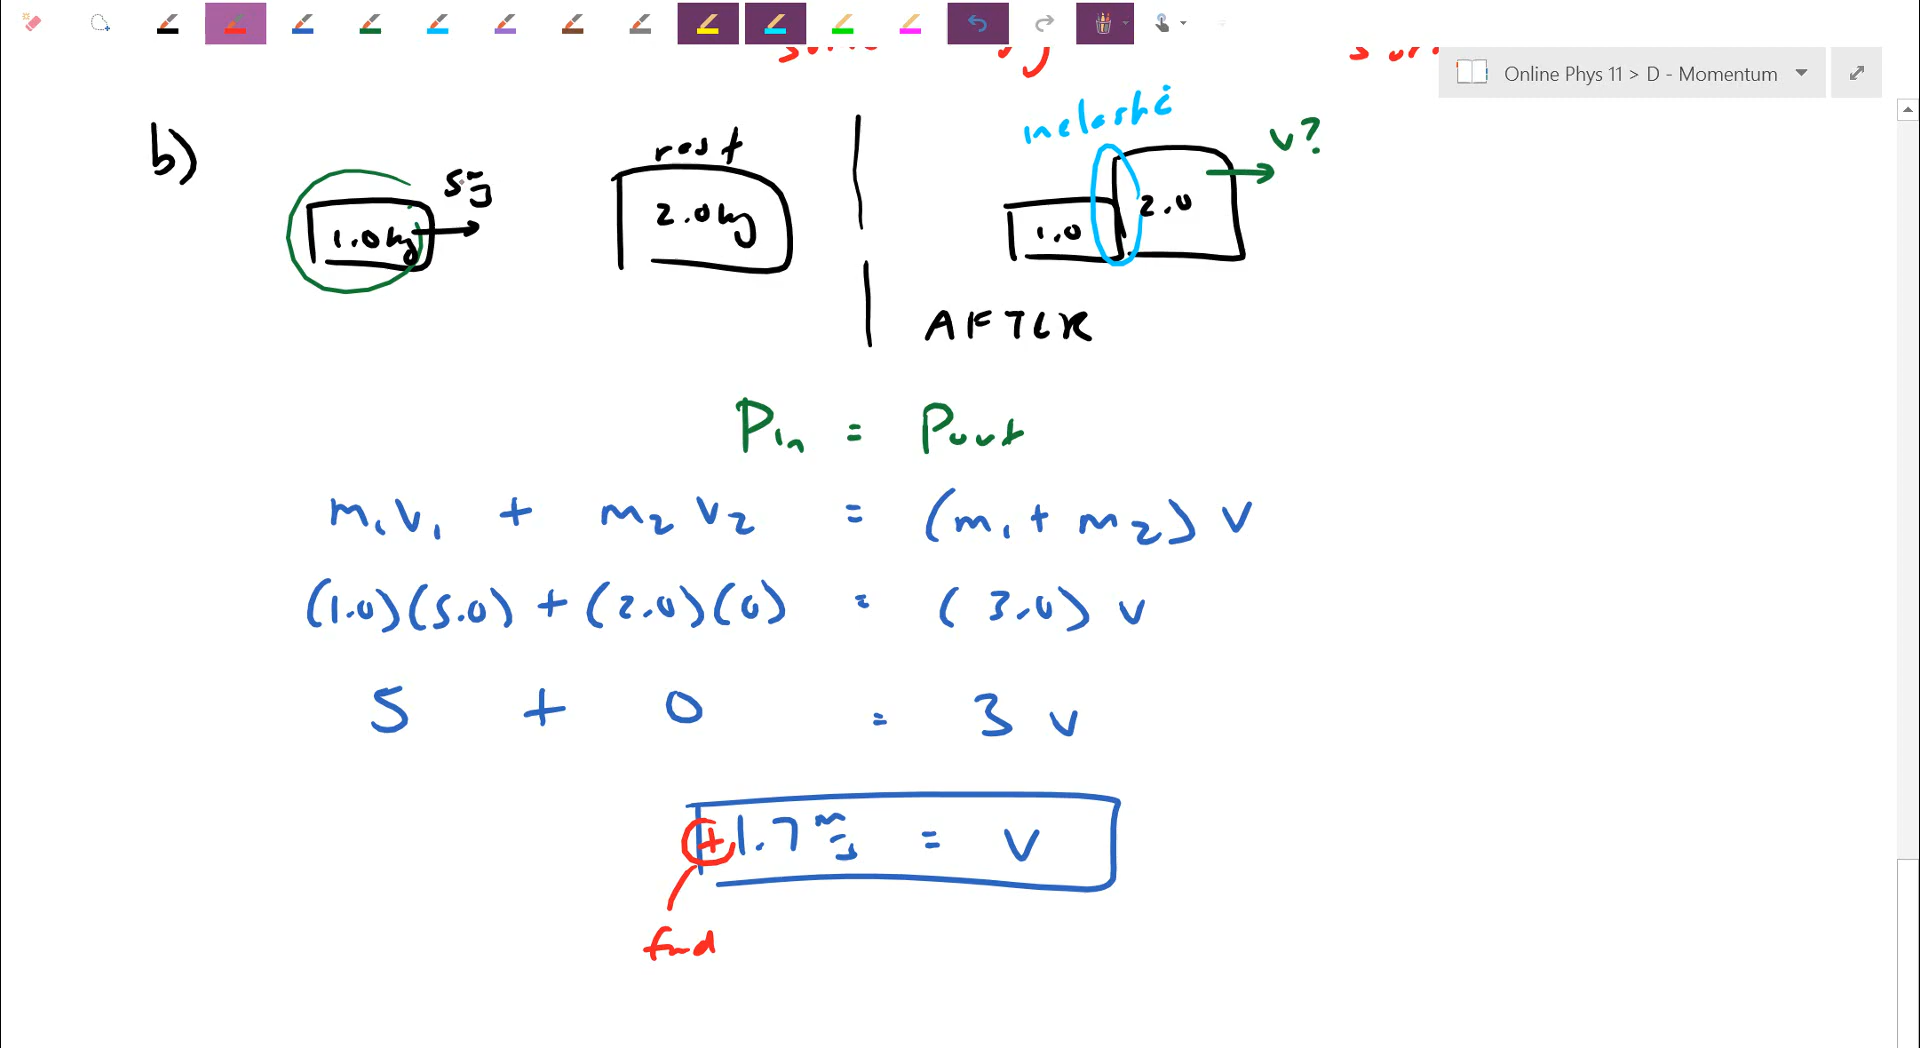 Online Phys 11 > D - Momentum
b)
1.0 kg
5 m/s
rest
2.0 kg
inelastic
v?
1.0
2.0
AFTER
Pin = Pout
m₁v₁ + m₂v₂ = (m₁ + m₂) v
(1.0)(5.0) + (2.0)(0) = (3.0) v
5 + 0 = 3 v
+1.7 m/s = v
fwd